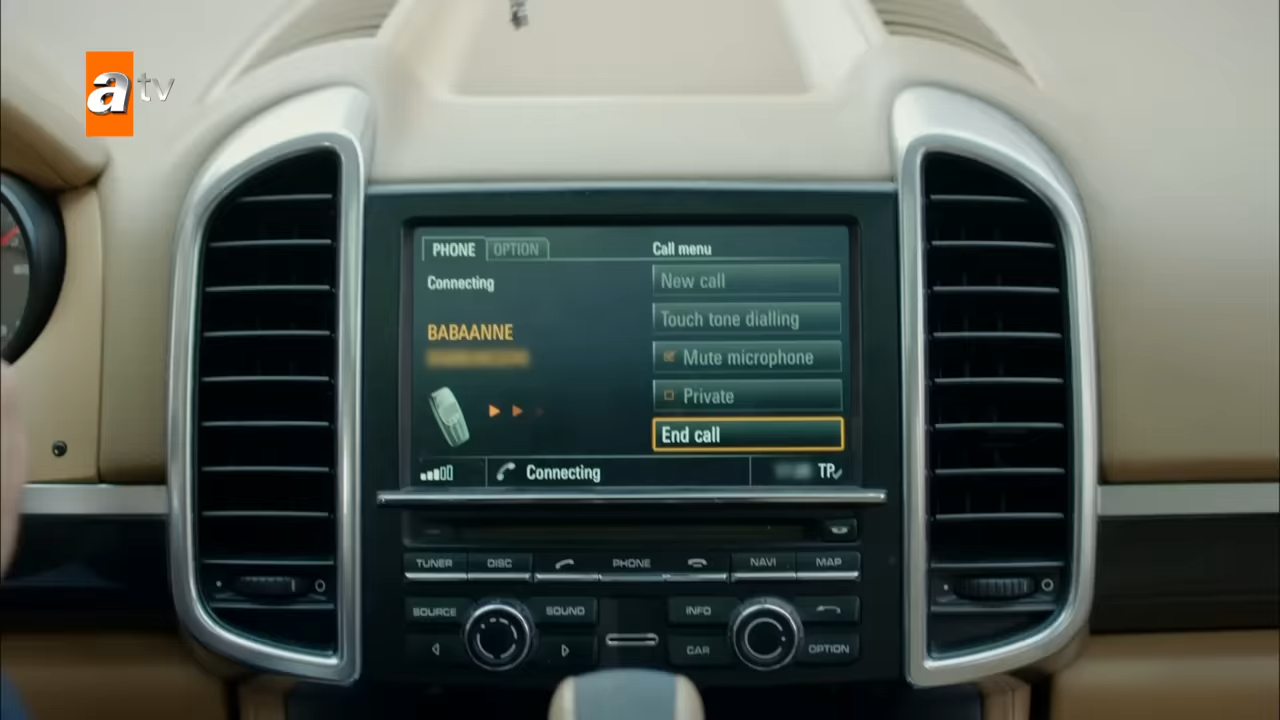 atv
PHONE OPTION
Call menu
Connecting
New call
BABAANNE
Touch tone dialling
Mute microphone
Private
End call
Connecting
TP
TUNER DISC PHONE NAVI MAP
SOURCE SOUND INFO
CAR OPTION